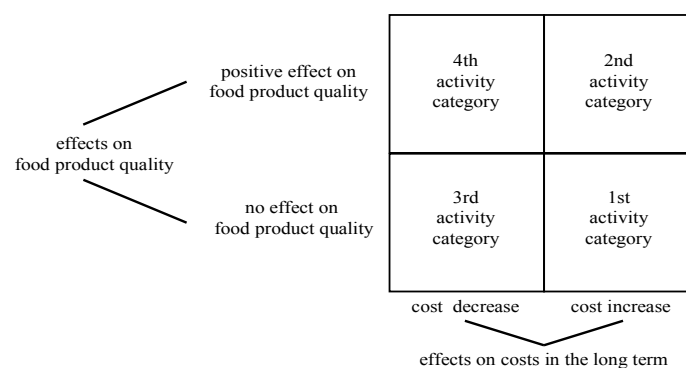 positive effect on
food product quality
4th
activity
category
2nd
activity
category
effects on
food product quality
no effect on
food product quality
3rd
activity
category
1st
activity
category
cost decrease
cost increase
effects on costs in the long term